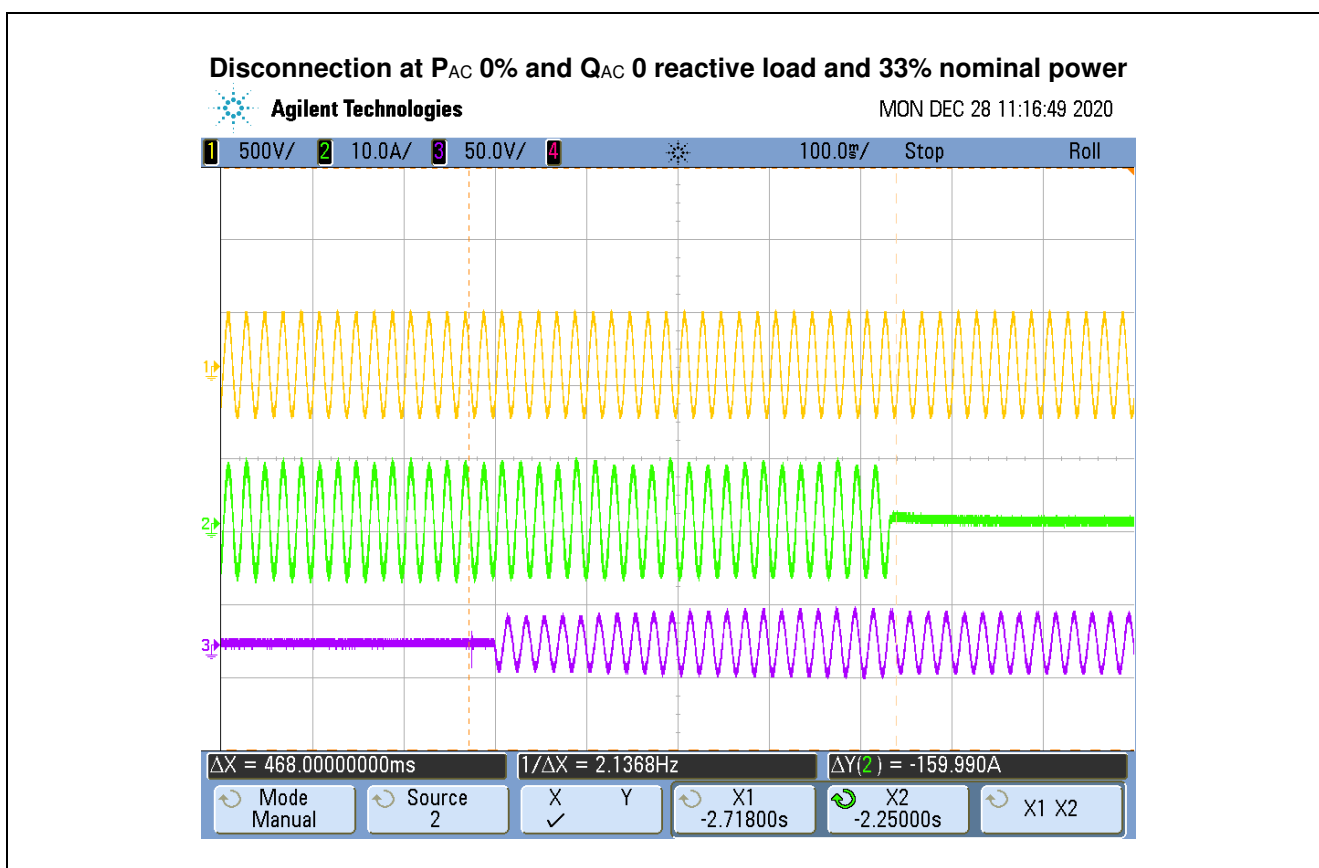 Disconnection at PAC 0% and QAC 0 reactive load and 33% nominal power
Agilent Technologies MON DEC 28 11:16:49 2020
1 500V/ 2 10.0A/ 3 50.0V/ 4 100.0ms/ Stop Roll
1
2
3
ΔX = 468.00000000ms 1/ΔX = 2.1368Hz ΔY(2) = -159.990A
Mode Source X Y X1 X2 X1 X2
Manual 2 ✓ -2.71800s -2.25000s